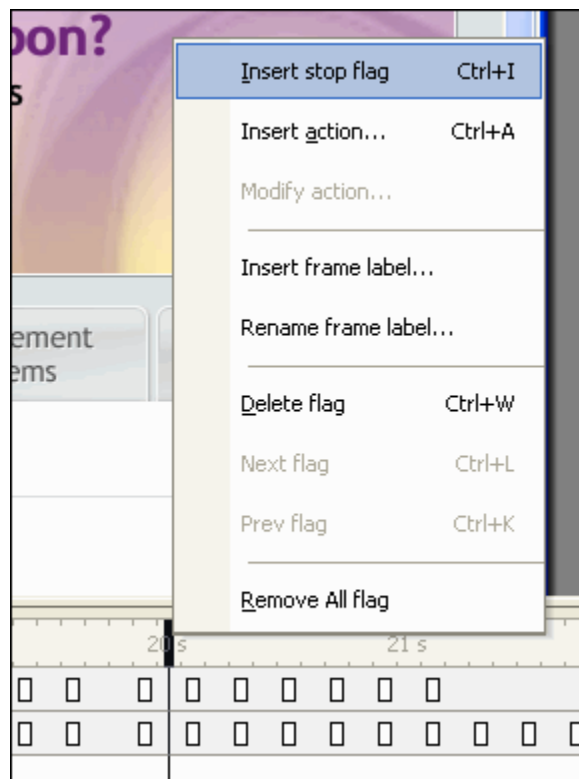 oon?
s
Insert stop flag Ctrl+I
Insert action... Ctrl+A
Modify action...
Insert frame label...
Rename frame label...
ement
ems
Delete flag Ctrl+W
Next flag Ctrl+L
Prev flag Ctrl+K
Remove All flag
20 s 21 s